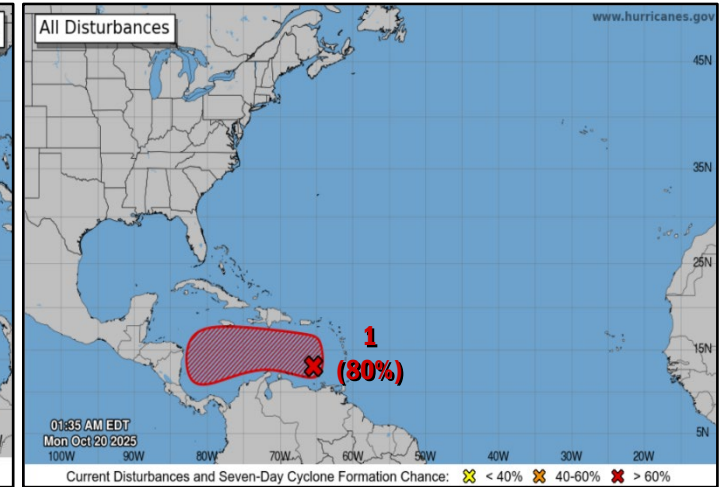 All Disturbances
www.hurricanes.gov
45N
35N
25N
1
15N
(80%)
01:35 AM EDT
Mon Oct 20 2025
5N
100W 90W 80W 70W 60W 50W 40W 30W 20W
Current Disturbances and Seven-Day Cyclone Formation Chance: < 40% 40-60% > 60%